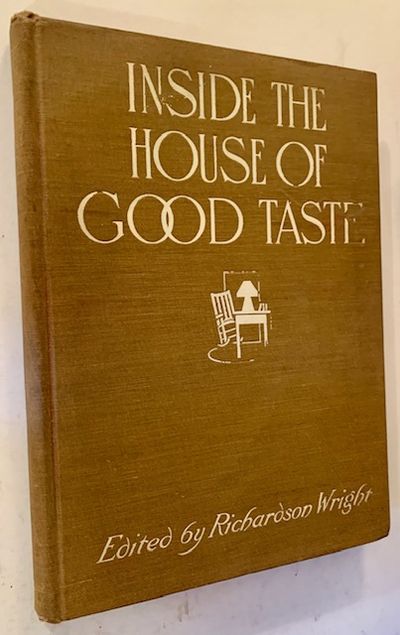 INSIDE THE
HOUSE OF
GOOD TASTE
Edited by Richardson Wright